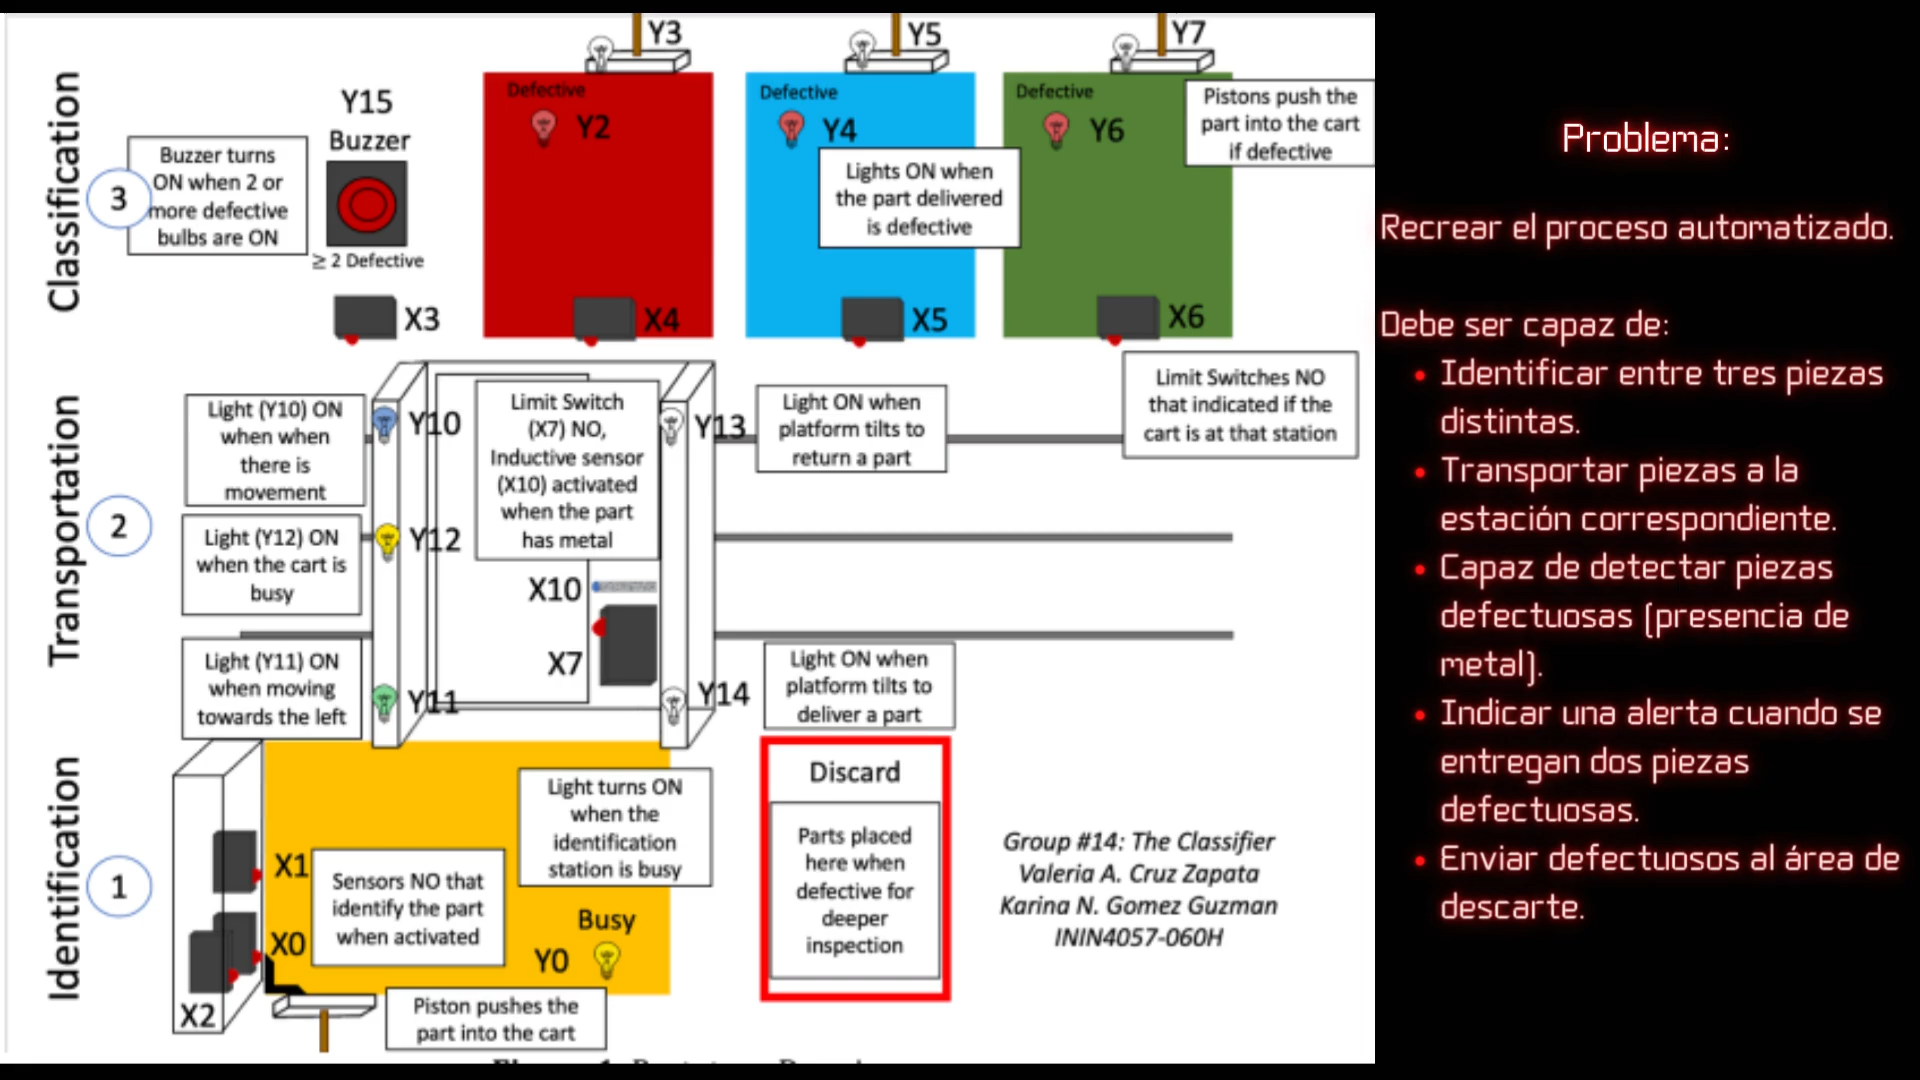 Classification
3
Buzzer turns
ON when 2 or
more defective
bulbs are ON
Y15
Buzzer
≥ 2 Defective
X3
Y3
Defective
Y2
X4
Y5
Defective
Y4
Lights ON when
the part delivered
is defective
X5
Y7
Defective
Y6
Pistons push the
part into the cart
if defective
X6
Transportation
2
Light (Y10) ON
when when
there is
movement
Light (Y12) ON
when the cart is
busy
Light (Y11) ON
when moving
towards the left
Y10
Y12
Y11
Limit Switch
(X7) NO,
Inductive sensor
(X10) activated
when the part
has metal
X10
X7
Y13
Y14
Light ON when
platform tilts to
return a part
Limit Switches NO
that indicated if the
cart is at that station
Light ON when
platform tilts to
deliver a part
Identification
1
X1
X0
X2
Sensors NO that
identify the part
when activated
Light turns ON
when the
identification
station is busy
Busy
Y0
Piston pushes the
part into the cart
Discard
Parts placed
here when
defective for
deeper
inspection
Group #14: The Classifier
Valeria A. Cruz Zapata
Karina N. Gomez Guzman
ININ4057-060H
Problema:
Recrear el proceso automatizado.
Debe ser capaz de:
• Identificar entre tres piezas
distintas.
• Transportar piezas a la
estación correspondiente.
• Capaz de detectar piezas
defectuosas (presencia de
metal).
• Indicar una alerta cuando se
entregan dos piezas
defectuosas.
• Enviar defectuosos al área de
descarte.